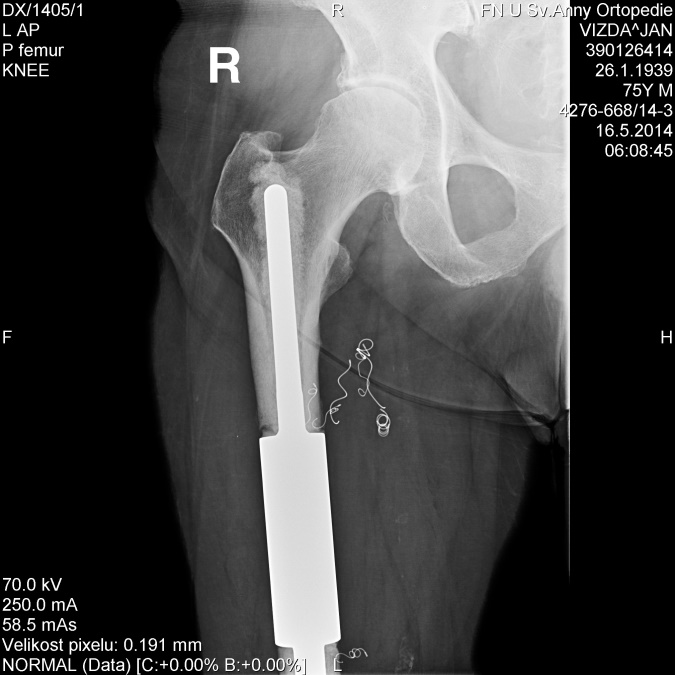 DX/1405/1
L AP
P femur
KNEE
R
FN U Sv.Anny Ortopedie
VIZDA^JAN
390126414
26.1.1939
75Y M
4276-668/14-3
16.5.2014
06:08:45
R
F
H
70.0 kV
250.0 mA
58.5 mAs
Velikost pixelu: 0.191 mm
NORMAL (Data) [C:+0.00% B:+0.00%]
L